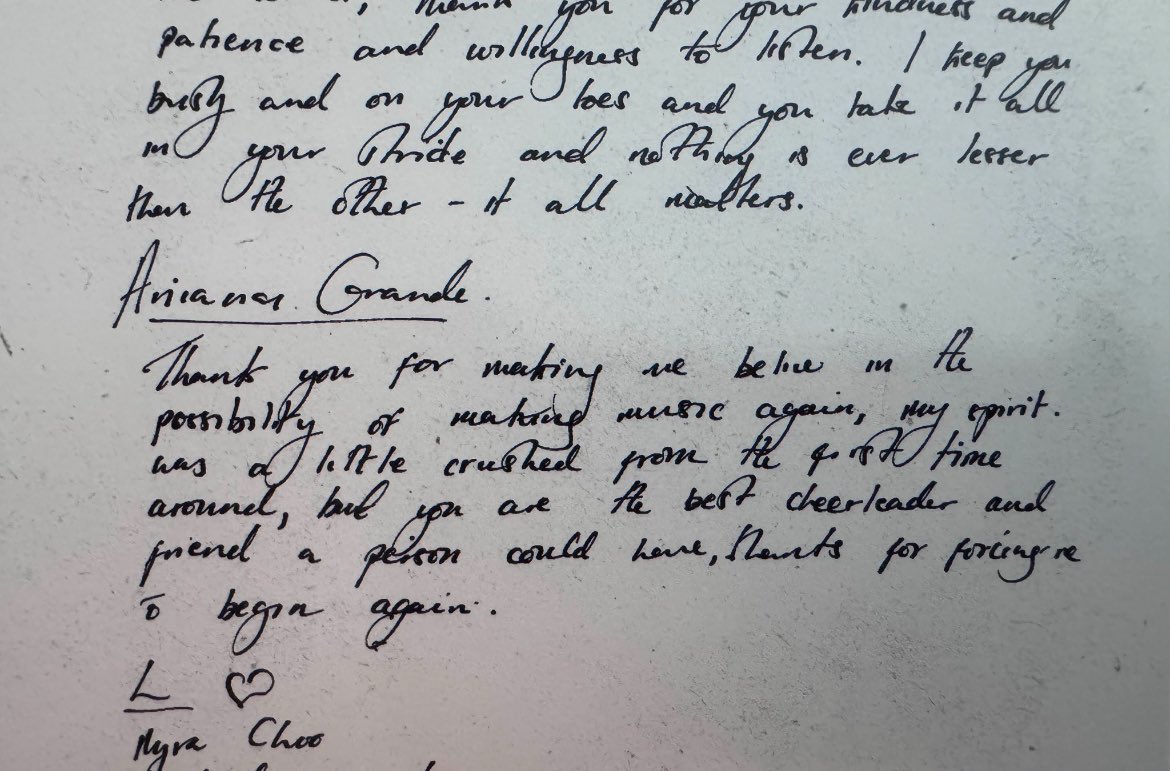 thank you for your kindness and
patience and willingness to listen. I keep you
busy and on your toes and you take it all
in your stride and nothing is ever lesser
then the other - it all matters.
Ariana Grande.
Thank you for making me belive in the
possibility of making music again, my spirit.
was a little crushed from the first time
around, but you are the best cheerleader and
friend a person could have, thanks for forcing me
to begin again.
L ♡
Myra Choo